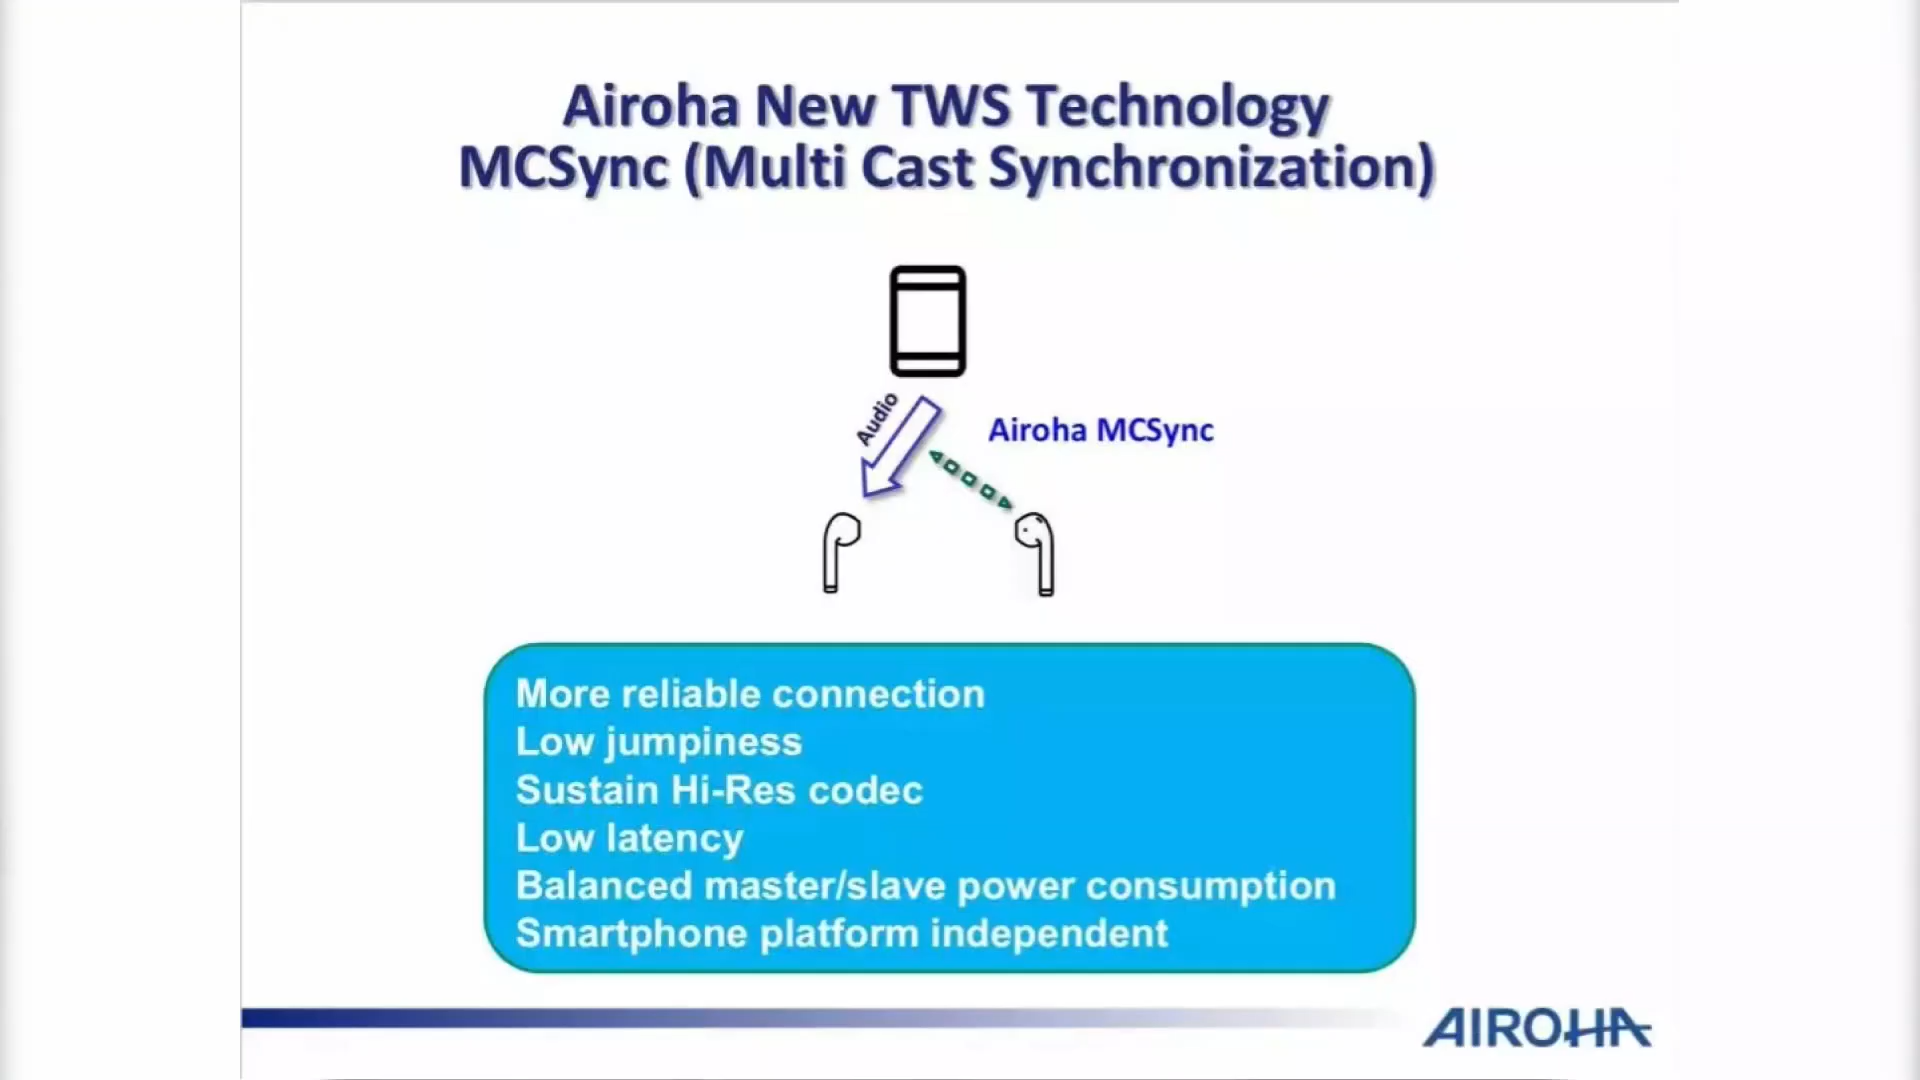 Airoha New TWS Technology
MCSync (Multi Cast Synchronization)
Audio
Airoha MCSync
More reliable connection
Low jumpiness
Sustain Hi-Res codec
Low latency
Balanced master/slave power consumption
Smartphone platform independent
AIROHA